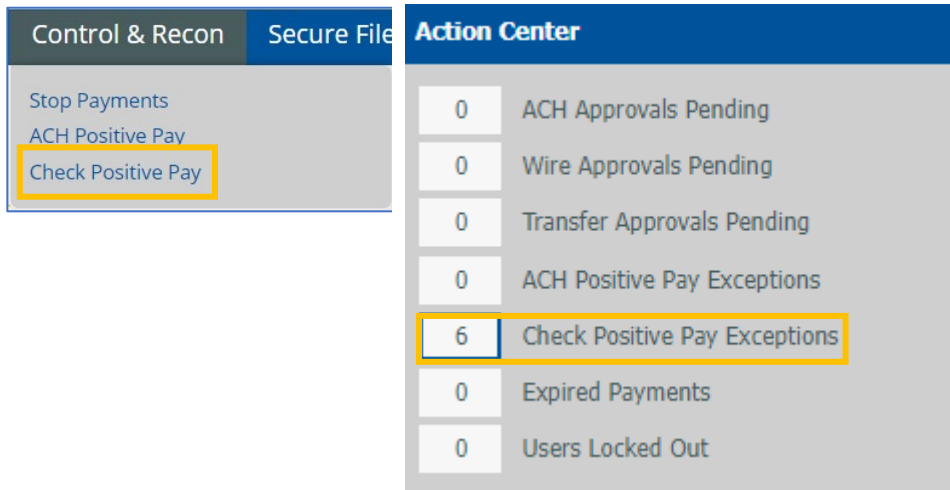 Control & Recon
Secure File
Stop Payments
ACH Positive Pay
Check Positive Pay
Action Center
0 ACH Approvals Pending
0 Wire Approvals Pending
0 Transfer Approvals Pending
0 ACH Positive Pay Exceptions
6 Check Positive Pay Exceptions
0 Expired Payments
0 Users Locked Out